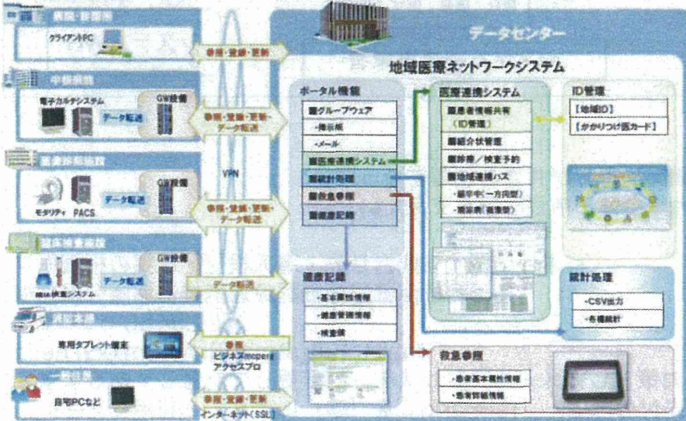 病院・診療所
クライアントPC
参照・登録・更新
中核病院
電子カルテシステム
データ転送
GW設備
参照・登録・更新・
データ転送
画像診断施設
モダリティ
PACS
データ転送
GW設備
参照・登録・更新・
データ転送
臨床検査施設
検体検査システム
データ転送
GW設備
データ転送
消防本部
専用タブレット端末
参照
ビジネスmopera
アクセスプロ
一般住民
自宅PCなど
参照・登録・更新
インターネット(SSL)
VPN
データセンター
地域医療ネットワークシステム
ポータル機能
■グループウェア
・掲示板
・メール
■医療連携システム
■統計処理
■救急参照
■健康記録
健康記録
・基本属性情報
・健康管理情報
・検査値
医療連携システム
■患者情報共有
(ID管理)
■紹介状管理
■診療/検査予約
■地域連携パス
・脳卒中(一方向型)
・糖尿病(循環型)
ID管理
【地域ID】
【かかりつけ医カード】
統計処理
・CSV出力
・各種統計
救急参照
・患者基本属性情報
・患者詳細情報